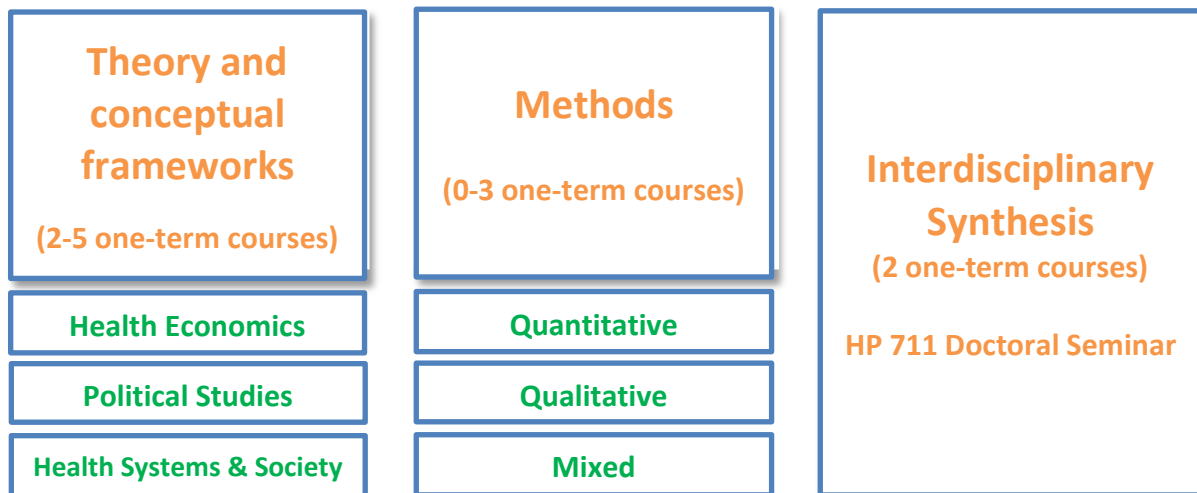 Theory and
conceptual
frameworks
(2-5 one-term courses)
Health Economics
Political Studies
Health Systems & Society
Methods
(0-3 one-term courses)
Quantitative
Qualitative
Mixed
Interdisciplinary
Synthesis
(2 one-term courses)
HP 711 Doctoral Seminar